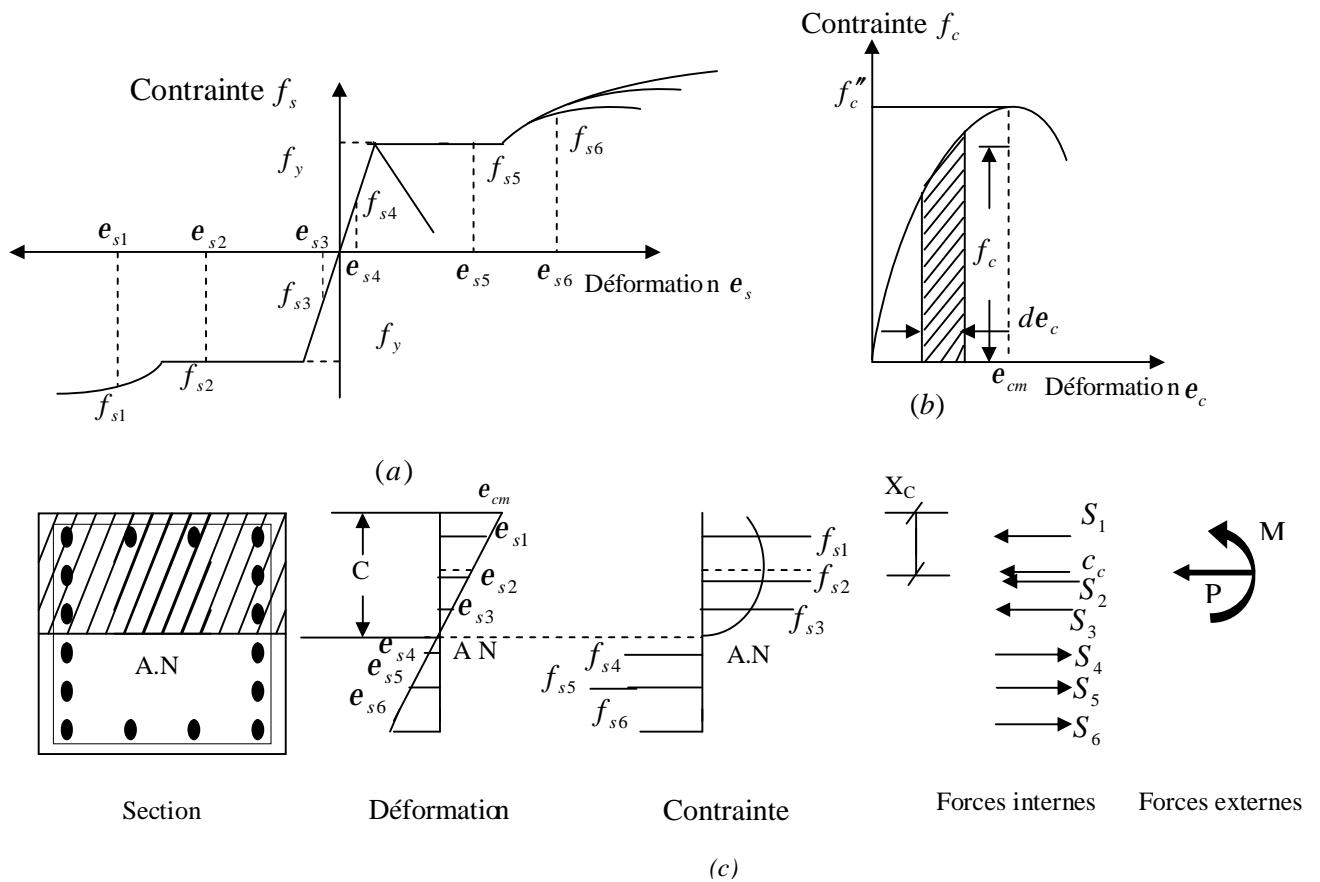 Contrainte f_c
Contrainte f_s
f_c″
f_y
f_s4
f_s5
f_s6
e_s1
e_s2
e_s3
e_s4
e_s5
e_s6
Déformation e_s
f_s3
f_y
f_s2
f_s1
f_c
de_c
e_cm
Déformation e_c
(b)
(a)
e_cm
e_s1
C
e_s2
e_s3
e_s4
A N
e_s5
e_s6
f_s1
f_s2
f_s3
f_s4
A.N
f_s5
f_s6
X_C
S_1
c_c
S_2
S_3
S_4
S_5
S_6
M
P
A.N
Section
Déformation
Contrainte
Forces internes
Forces externes
(c)